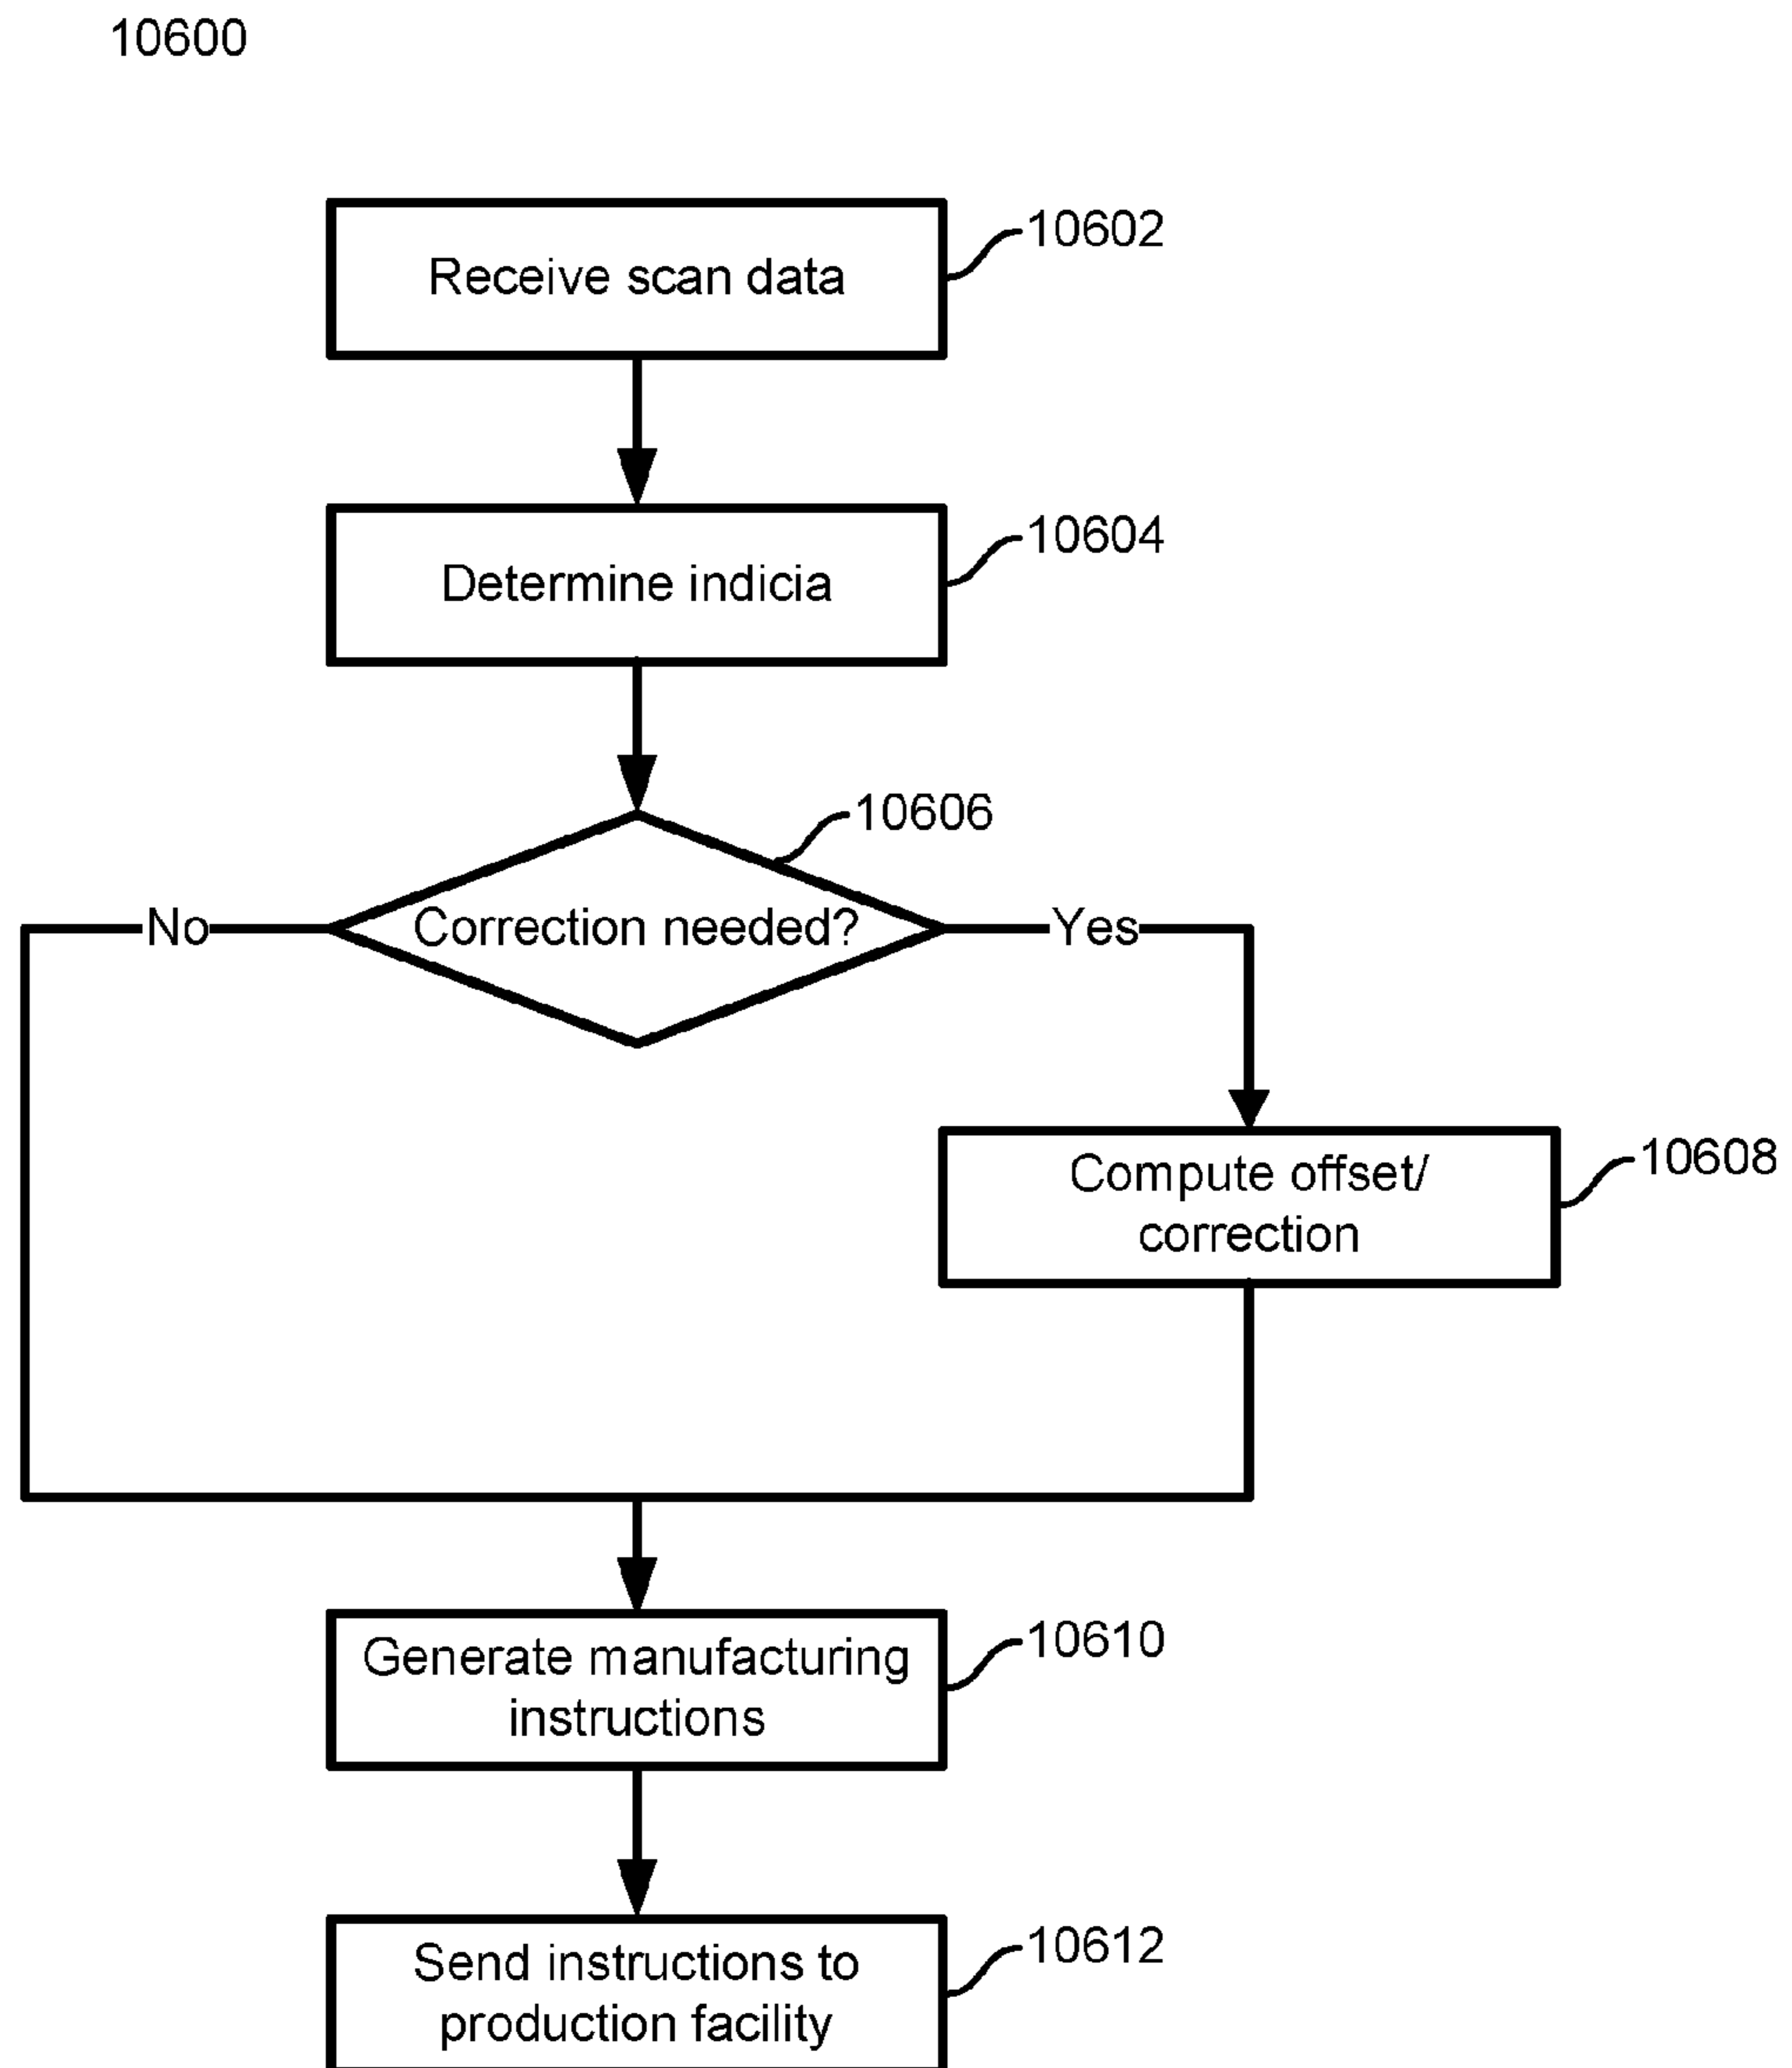 10600
Receive scan data
10602
Determine indicia
10604
10606
No
Correction needed?
Yes
Compute offset/
correction
10608
Generate manufacturing
instructions
10610
Send instructions to
production facility
10612